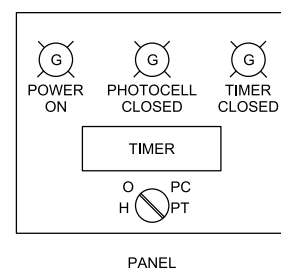 G G G
POWER ON
PHOTOCELL CLOSED
TIMER CLOSED
TIMER
O PC
H PT
PANEL